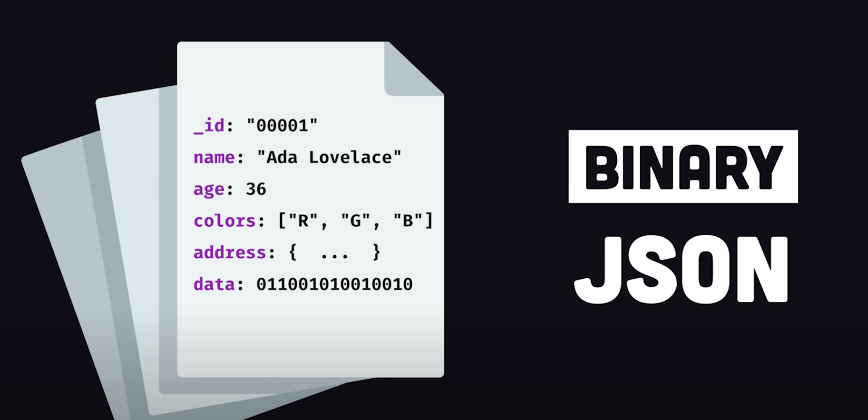 _id: "00001"
name: "Ada Lovelace"
age: 36
colors: ["R", "G", "B"]
address: { ... }
data: 011001010010010
BINARY
JSON